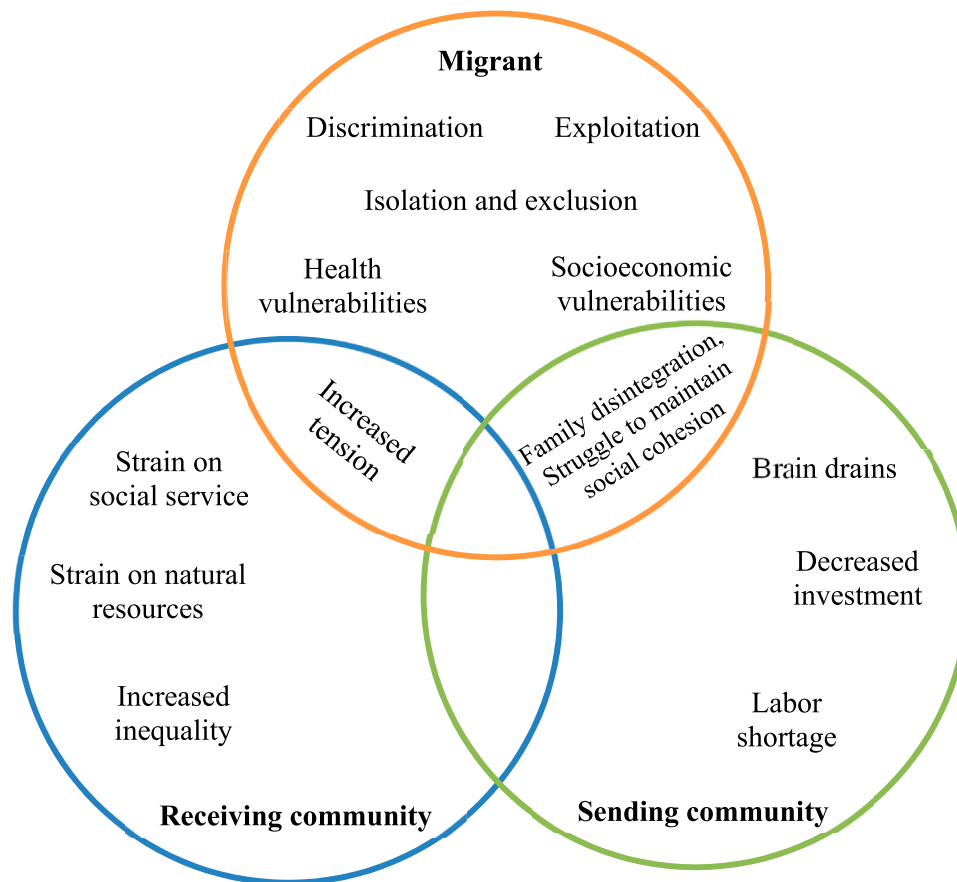 Migrant
Discrimination
Exploitation
Isolation and exclusion
Health
vulnerabilities
Socioeconomic
vulnerabilities
Increased
tension
Family disintegration,
Struggle to maintain
social cohesion
Strain on
social service
Strain on natural
resources
Increased
inequality
Receiving community
Brain drains
Decreased
investment
Labor
shortage
Sending community